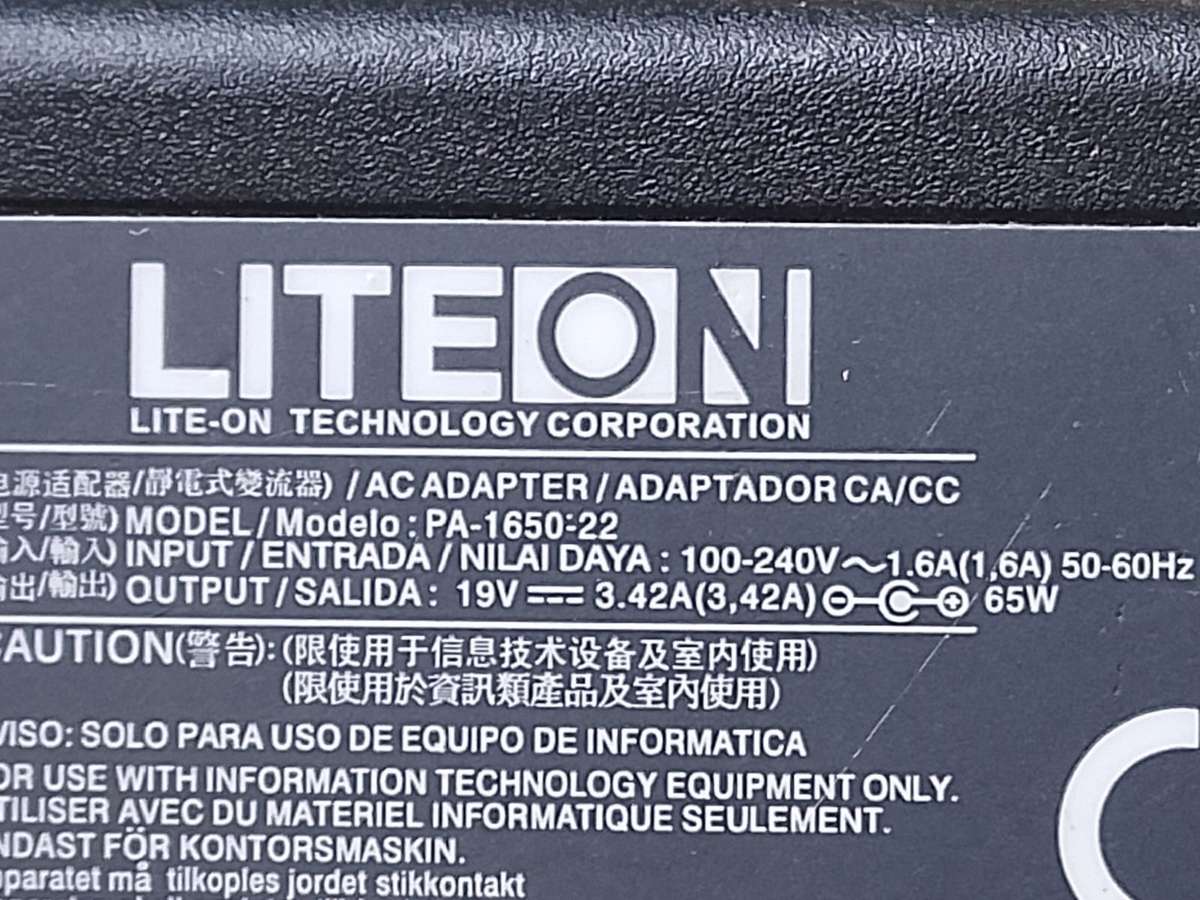 LITEON
LITE-ON TECHNOLOGY CORPORATION
电源适配器/靜電式變流器) / AC ADAPTER / ADAPTADOR CA/CC
型号/型號) MODEL / Modelo : PA-1650-22
输入/輸入) INPUT / ENTRADA / NILAI DAYA : 100-240V～1.6A(1,6A) 50-60Hz
输出/輸出) OUTPUT / SALIDA : 19V ⎓ 3.42A(3,42A) 65W
CAUTION(警告): (限使用于信息技术设备及室内使用)
(限使用於資訊類產品及室內使用)
VISO: SOLO PARA USO DE EQUIPO DE INFORMATICA
OR USE WITH INFORMATION TECHNOLOGY EQUIPMENT ONLY.
TILISER AVEC DU MATERIEL INFORMATIQUE SEULEMENT.
NDAST FÖR KONTORSMASKIN.
pparatet må tilkoples jordet stikkontakt